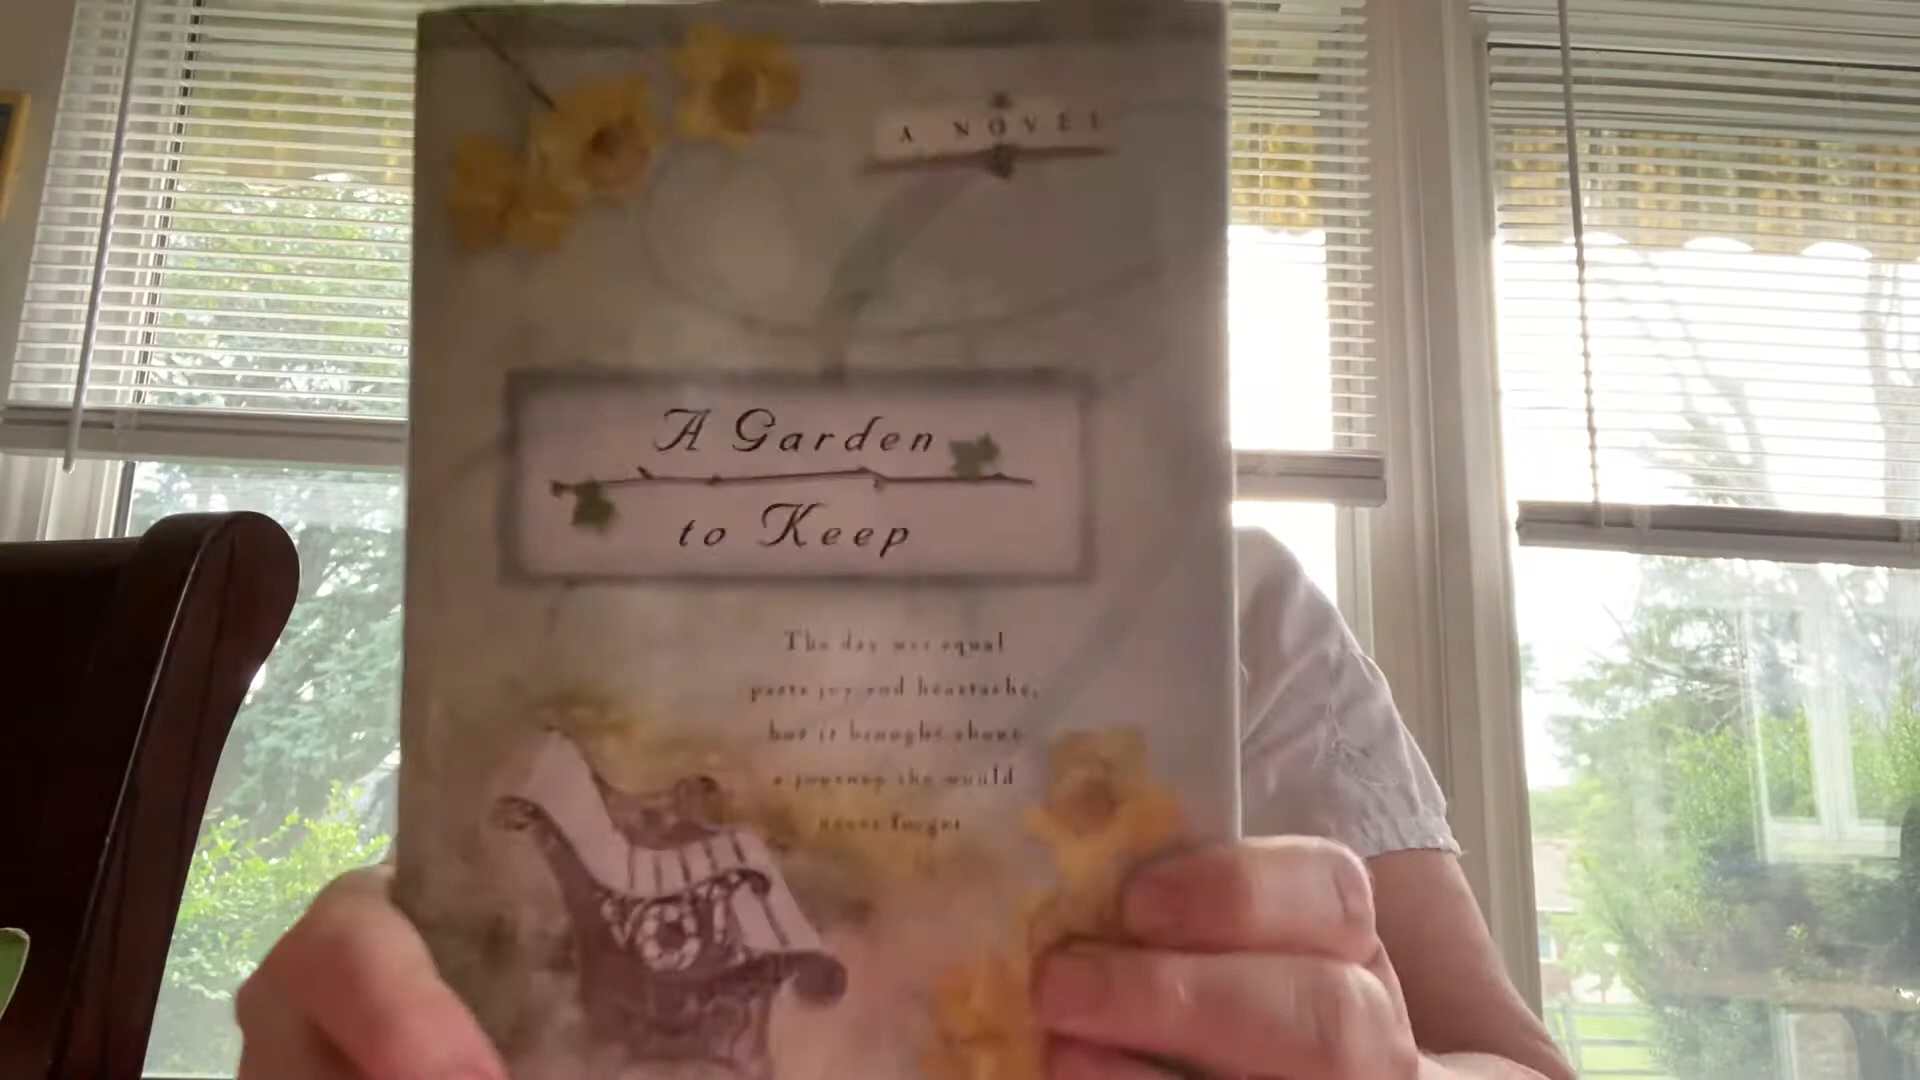 A NOVEL
A Garden
to Keep
The day was equal
parts joy and heartache,
but it brought about
a journey she would
never forget